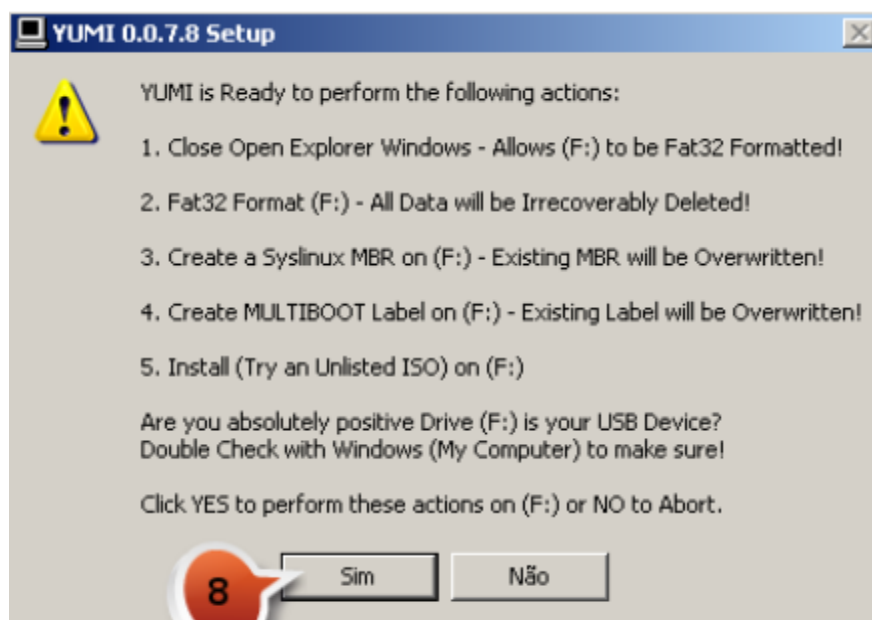 YUMI 0.0.7.8 Setup
YUMI is Ready to perform the following actions:
1. Close Open Explorer Windows - Allows (F:) to be Fat32 Formatted!
2. Fat32 Format (F:) - All Data will be Irrecoverably Deleted!
3. Create a Syslinux MBR on (F:) - Existing MBR will be Overwritten!
4. Create MULTIBOOT Label on (F:) - Existing Label will be Overwritten!
5. Install (Try an Unlisted ISO) on (F:)
Are you absolutely positive Drive (F:) is your USB Device?
Double Check with Windows (My Computer) to make sure!
Click YES to perform these actions on (F:) or NO to Abort.
8 Sim Não